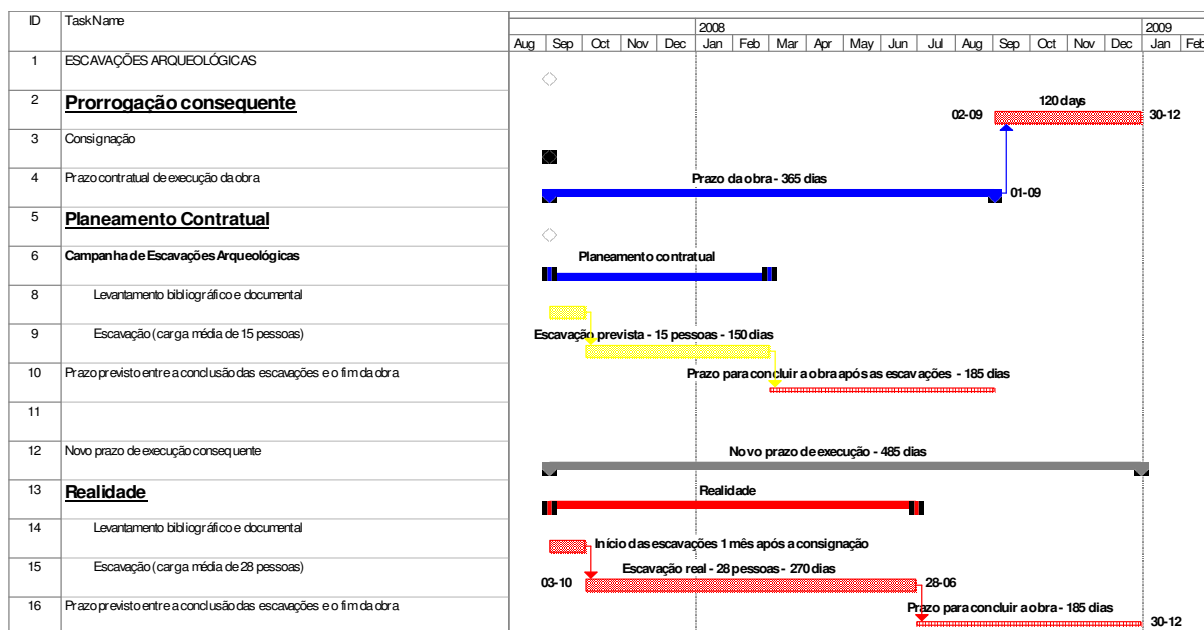 ID Task Name
2008 2009
Aug Sep Oct Nov Dec Jan Feb Mar Apr May Jun Jul Aug Sep Oct Nov Dec Jan Feb
1 ESCAVAÇÕES ARQUEOLÓGICAS
2 Prorrogação consequente
120 days
02-09 30-12
3 Consignação
4 Prazo contratual de execução da obra
Prazo da obra - 365 dias
01-09
5 Planeamento Contratual
6 Campanha de Escavações Arqueológicas
Planeamento contratual
8 Levantamento bibliográfico e documental
9 Escavação (carga média de 15 pessoas)
Escavação prevista - 15 pessoas - 150 dias
10 Prazo previsto entre a conclusão das escavações e o fim da obra
Prazo para concluir a obra após as escavações - 185 dias
11
12 Novo prazo de execução consequente
Novo prazo de execução - 485 dias
13 Realidade
Realidade
14 Levantamento bibliográfico e documental
Início das escavações 1 mês após a consignação
15 Escavação (carga média de 28 pessoas)
Escavação real - 28 pessoas - 270 dias
03-10 28-06
16 Prazo previsto entre a conclusão das escavações e o fim da obra
Prazo para concluir a obra - 185 dias
30-12